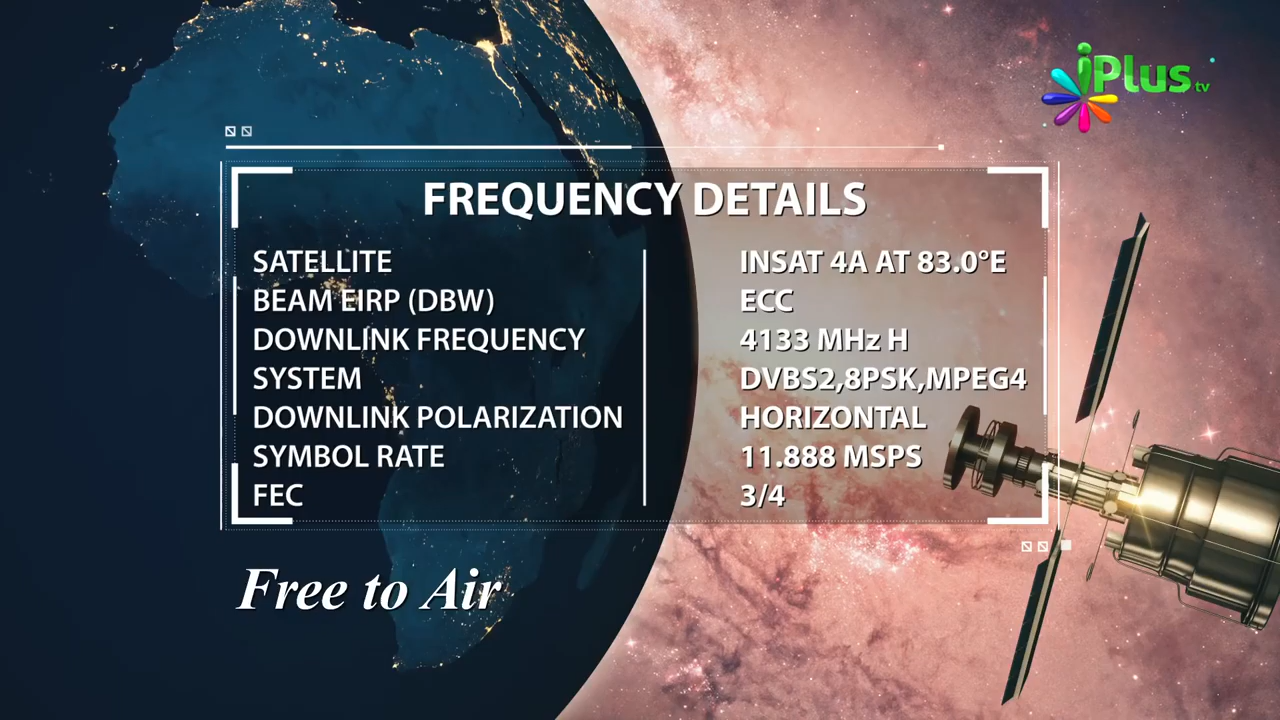 iPlus tv
FREQUENCY DETAILS
SATELLITE INSAT 4A AT 83.0°E
BEAM EIRP (DBW) ECC
DOWNLINK FREQUENCY 4133 MHz H
SYSTEM DVBS2,8PSK,MPEG4
DOWNLINK POLARIZATION HORIZONTAL
SYMBOL RATE 11.888 MSPS
FEC 3/4
Free to Air